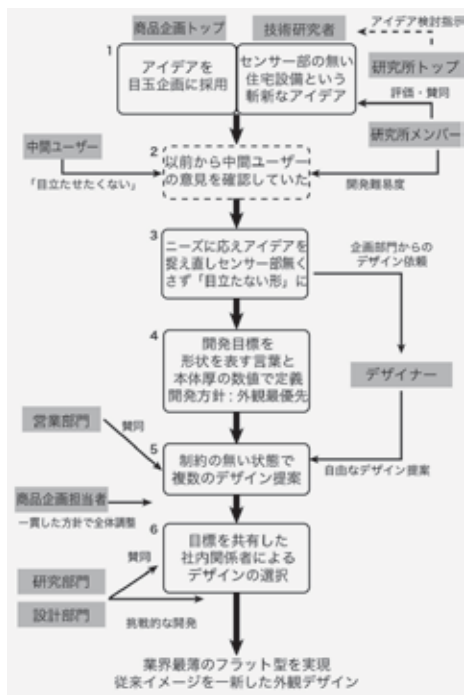 商品企画トップ
技術研究者
アイデア検討指示
研究所トップ
1
アイデアを
目玉企画に採用
センサー部の無い
住宅設備という
斬新なアイデア
評価・賛同
研究所メンバー
中間ユーザー
「目立たせたくない」
2
以前から中間ユーザー
の意見を確認していた
開発難易度
3
ニーズに応えアイデアを
捉え直しセンサー部無く
さず「目立たない形」に
企画部門からの
デザイン依頼
4
開発目標を
形状を表す言葉と
本体厚の数値で定義
開発方針：外観最優先
デザイナー
営業部門
賛同
5
制約の無い状態で
複数のデザイン提案
自由なデザイン提案
商品企画担当者
一貫した方針で全体調整
6
目標を共有した
社内関係者による
デザインの選択
賛同
研究部門
設計部門
挑戦的な開発
業界最薄のフラット型を実現
従来イメージを一新した外観デザイン